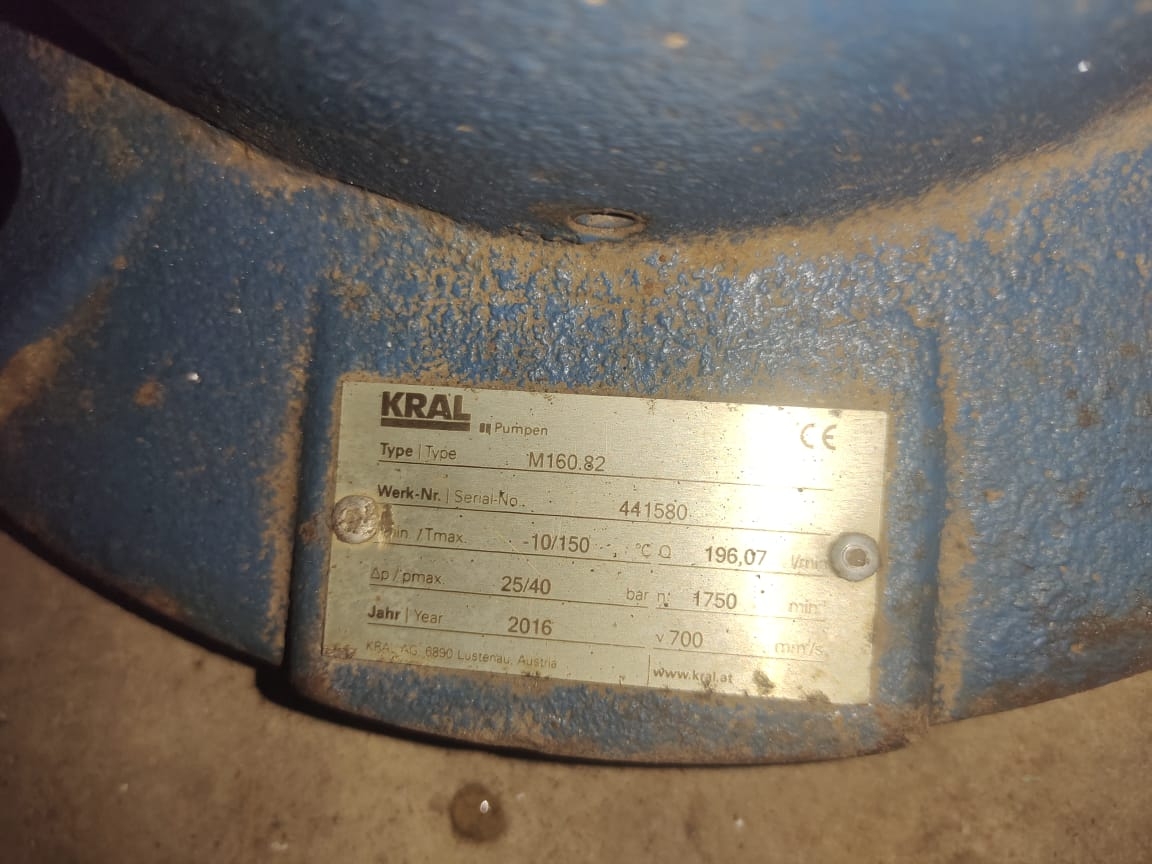 KRAL
Pumpen
CE
Type | Type M160.82
Werk-Nr. | Serial-No. 441580
/Tmax. -10/150 °C Q 196,07 l/min
Δp / pmax. 25/40 bar n: 1750 min
Jahr | Year 2016 ν 700 mm²/s
KRAL AG, 6890 Lustenau, Austria www.kral.at